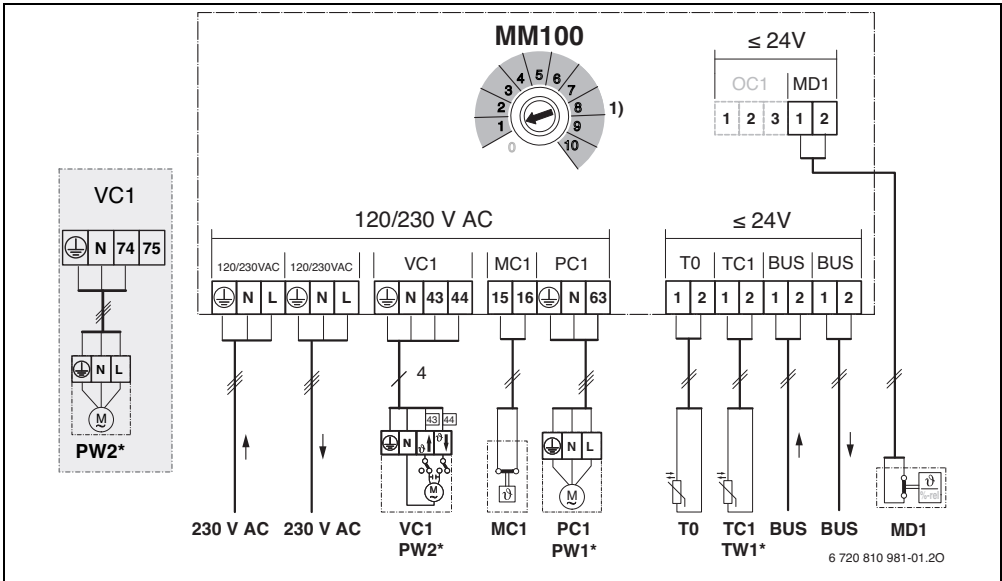 MM100
0 1 2 3 4 5 6 7 8 9 10
1)
≤ 24V
OC1 MD1
1 2 3 1 2
VC1
N 74 75
N L
M
~
PW2*
120/230 V AC
≤ 24V
120/230VAC 120/230VAC VC1 MC1 PC1 T0 TC1 BUS BUS
N L N L N 43 44 15 16 N 63 1 2 1 2 1 2 1 2
4
43 44
N ϑ ϑ
M
~
ϑ
N L
M
~
ϑ
%-rel
230 V AC 230 V AC VC1 MC1 PC1 T0 TC1 BUS BUS MD1
PW2* PW1* TW1*
6 720 810 981-01.2O